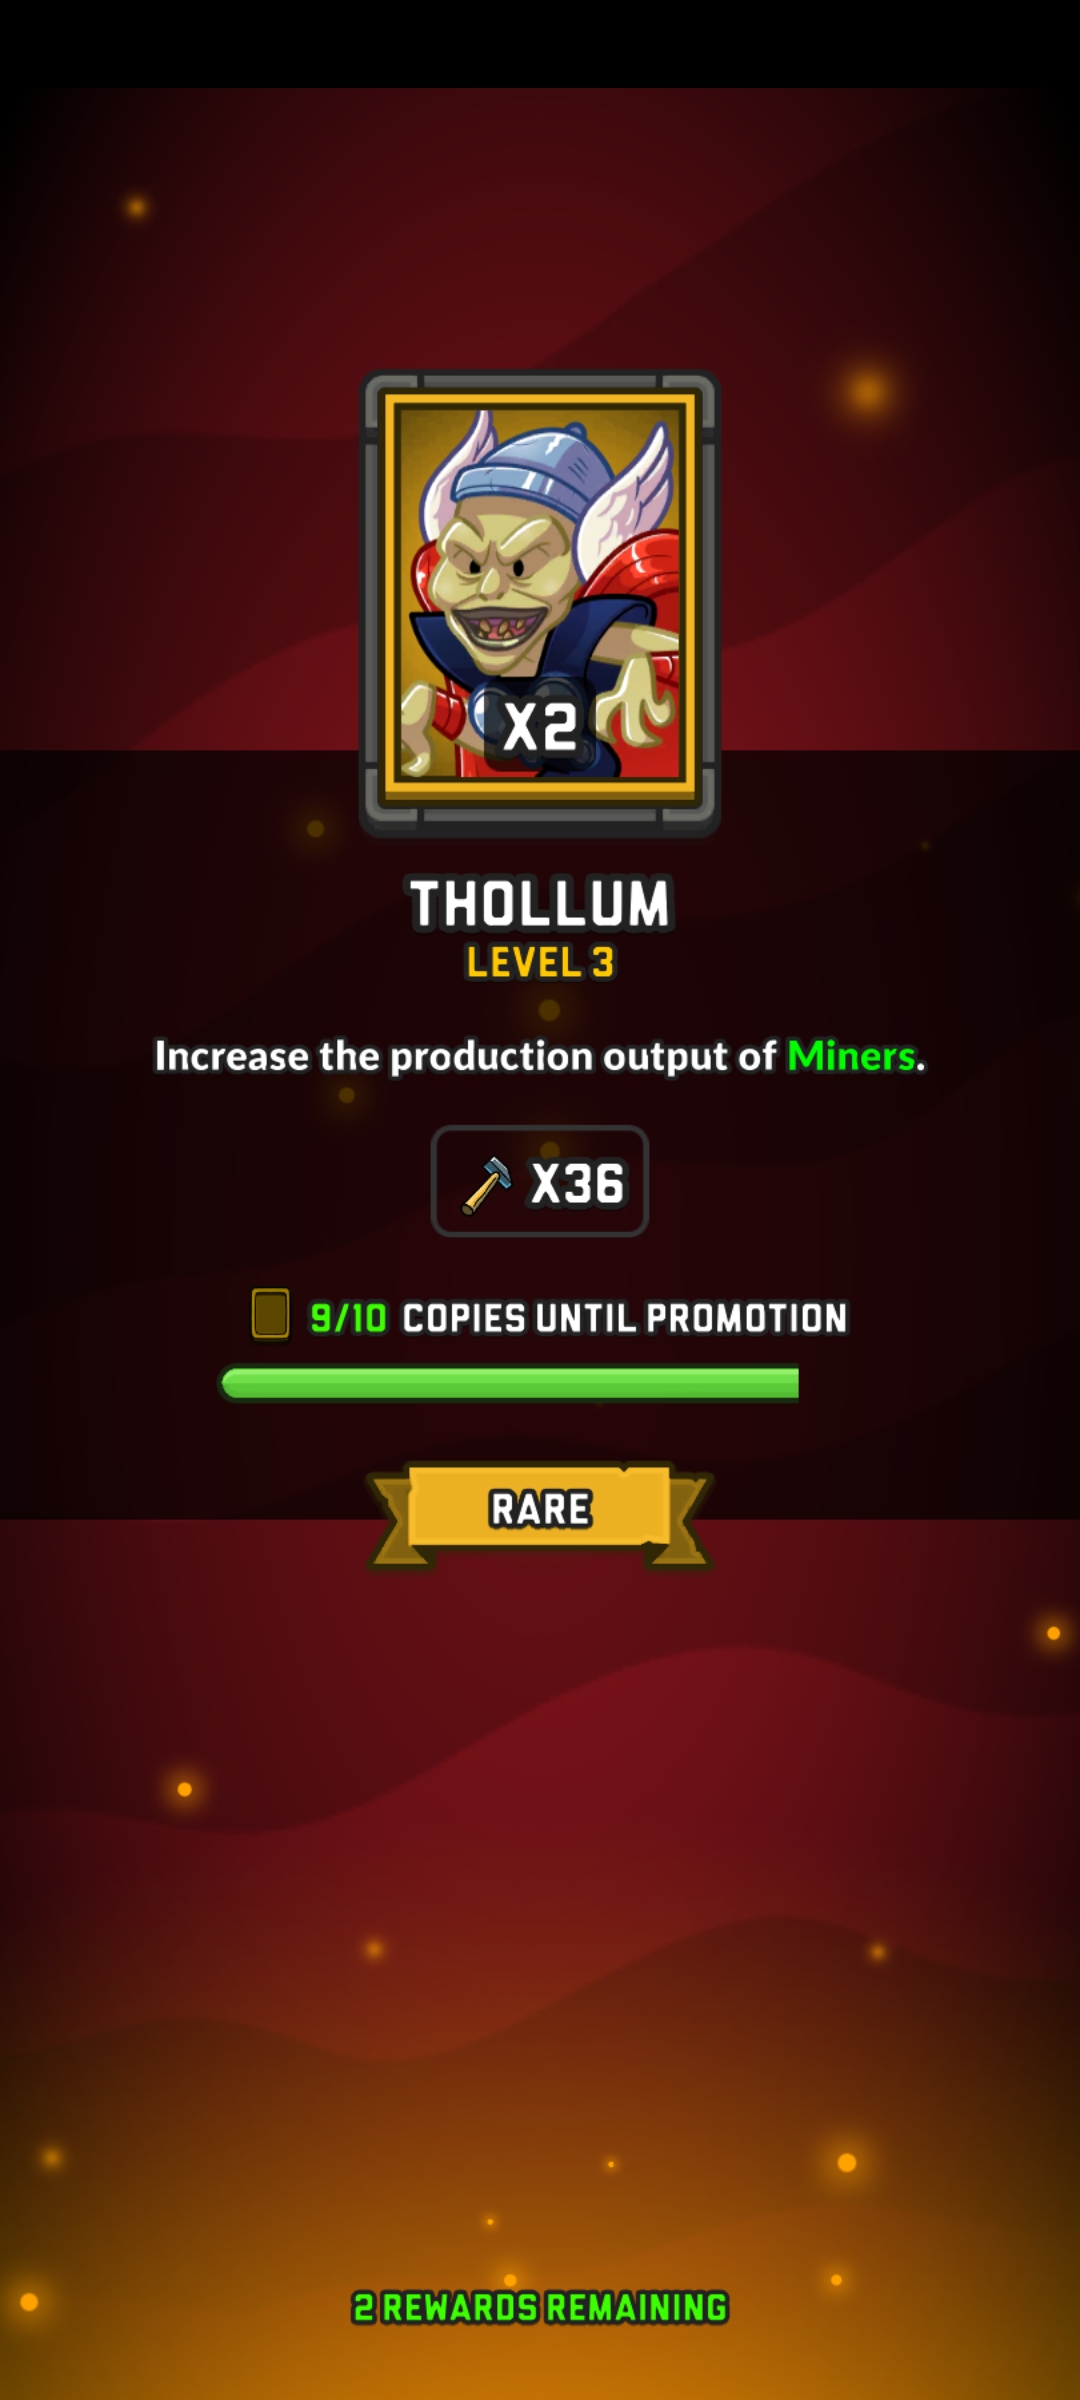 X2
THOLLUM
LEVEL 3
Increase the production output of Miners.
X36
9/10 COPIES UNTIL PROMOTION
RARE
2 REWARDS REMAINING